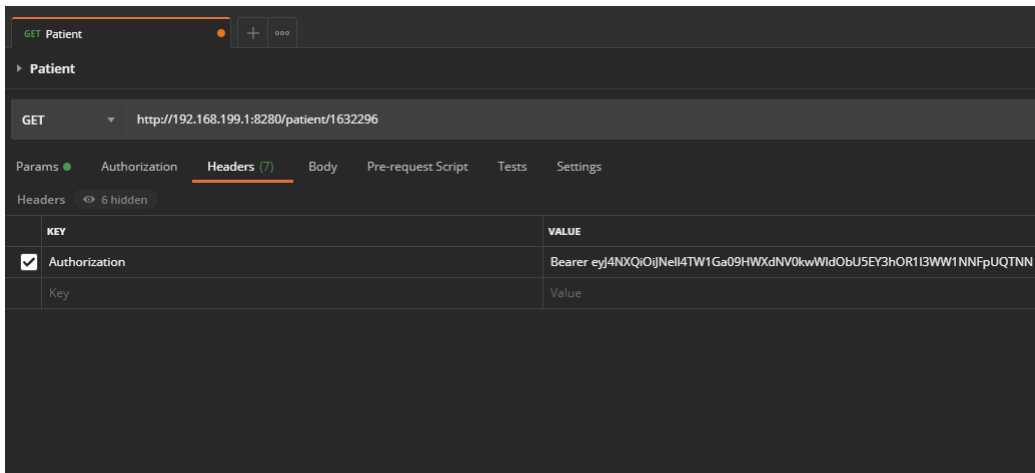 GET Patient
Patient
GET http://192.168.199.1:8280/patient/1632296
Params Authorization Headers (7) Body Pre-request Script Tests Settings
Headers 6 hidden
KEY VALUE
Authorization Bearer eyJ4NXQiOiJNell4TW1Ga09HWXdNV0kwWldObU5EY3hOR1l3WW1NNFpUQTNN
Key Value